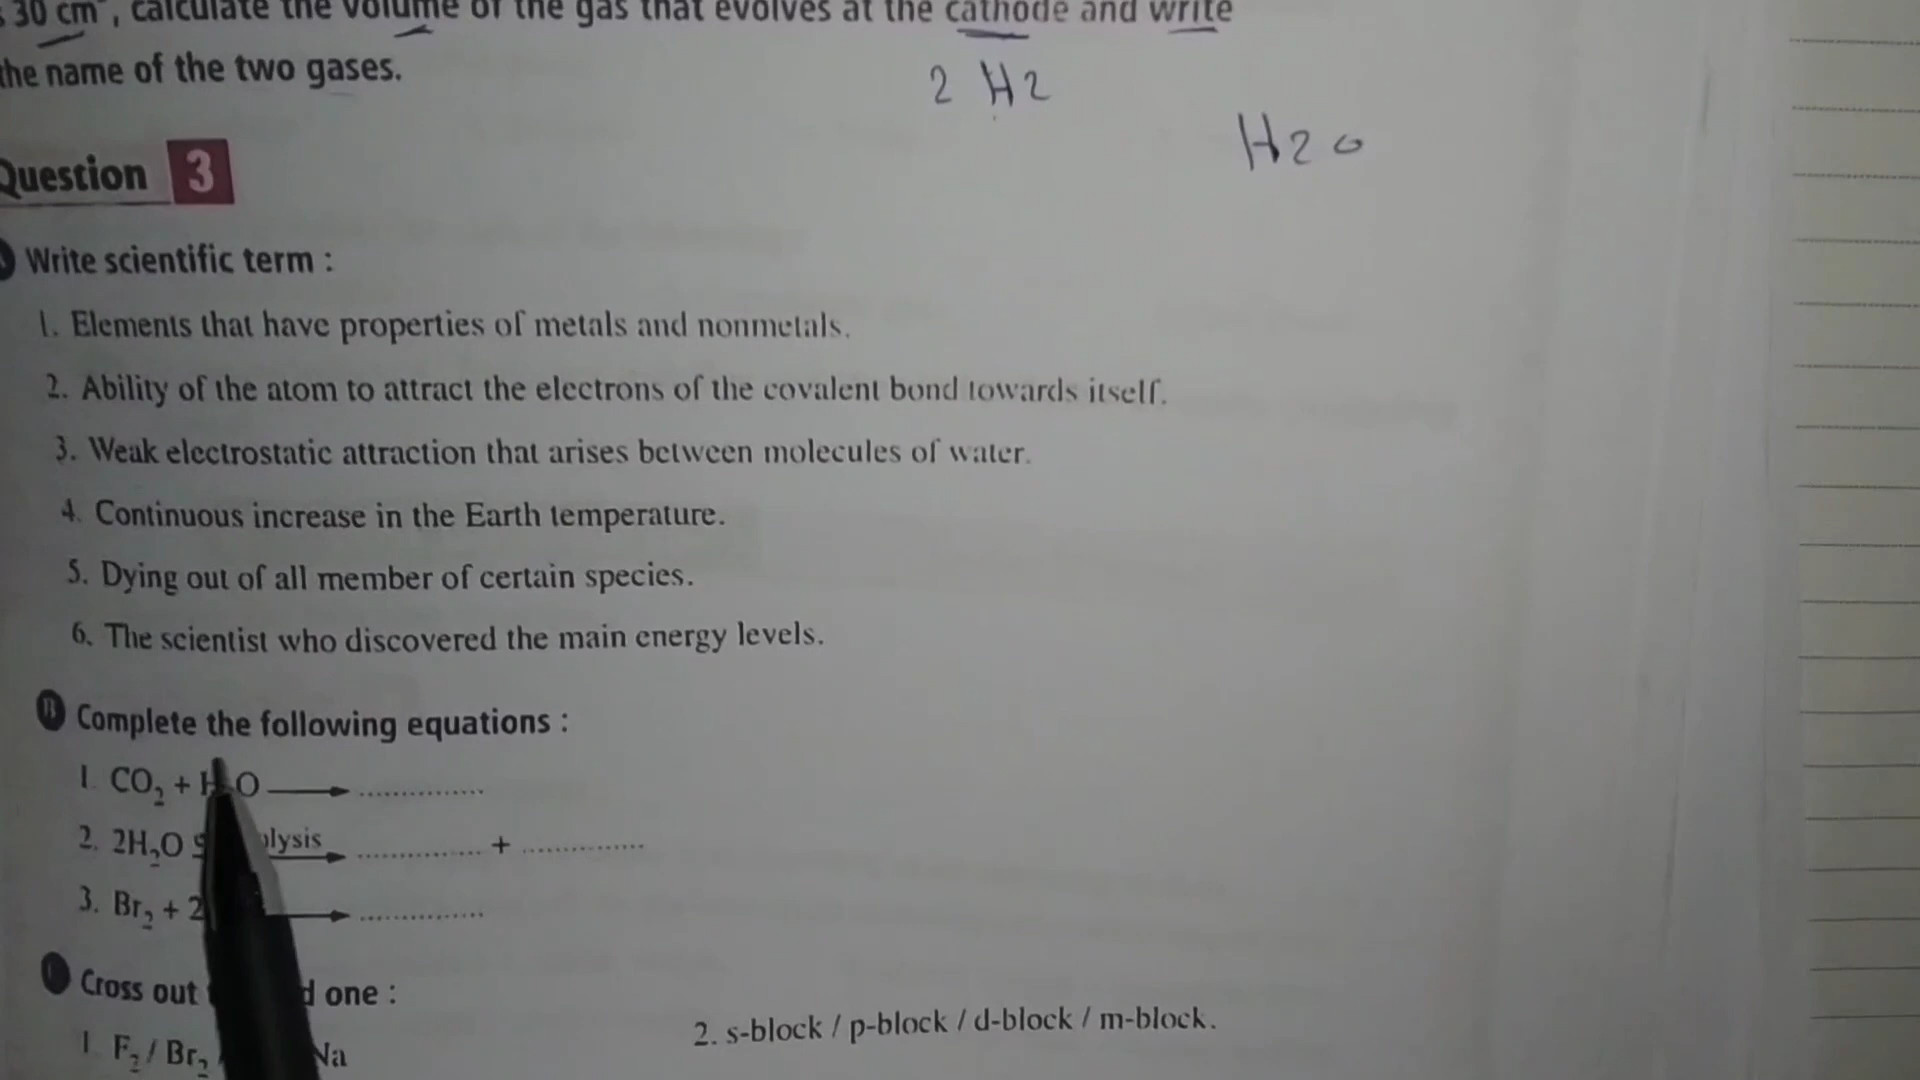 30 cm³, calculate the volume of the gas that evolves at the cathode and write
the name of the two gases.
2 H2
H2O
Question 3
Write scientific term :
1. Elements that have properties of metals and nonmetals.
2. Ability of the atom to attract the electrons of the covalent bond towards itself.
3. Weak electrostatic attraction that arises between molecules of water.
4. Continuous increase in the Earth temperature.
5. Dying out of all member of certain species.
6. The scientist who discovered the main energy levels.
B Complete the following equations :
1. CO₂ + H₂O ⟶ ..............
2. 2H₂O ⟶ .............. + ..............
3. Br₂ + 2 ⟶ ..............
Cross out one :
1. F₂ / Br₂ Na
2. s-block / p-block / d-block / m-block.